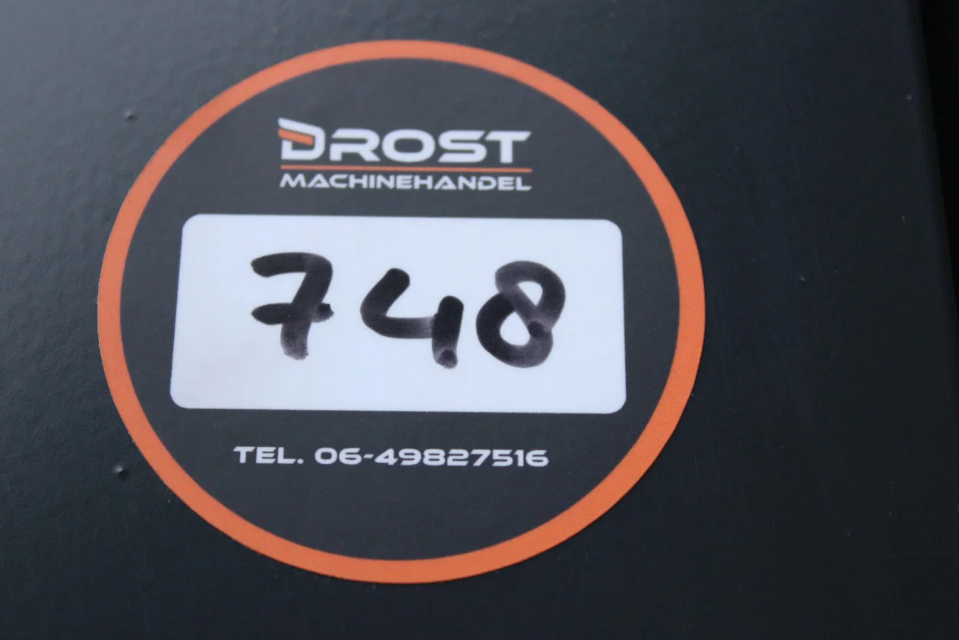 DROST
MACHINEHANDEL
748
TEL. 06-49827516